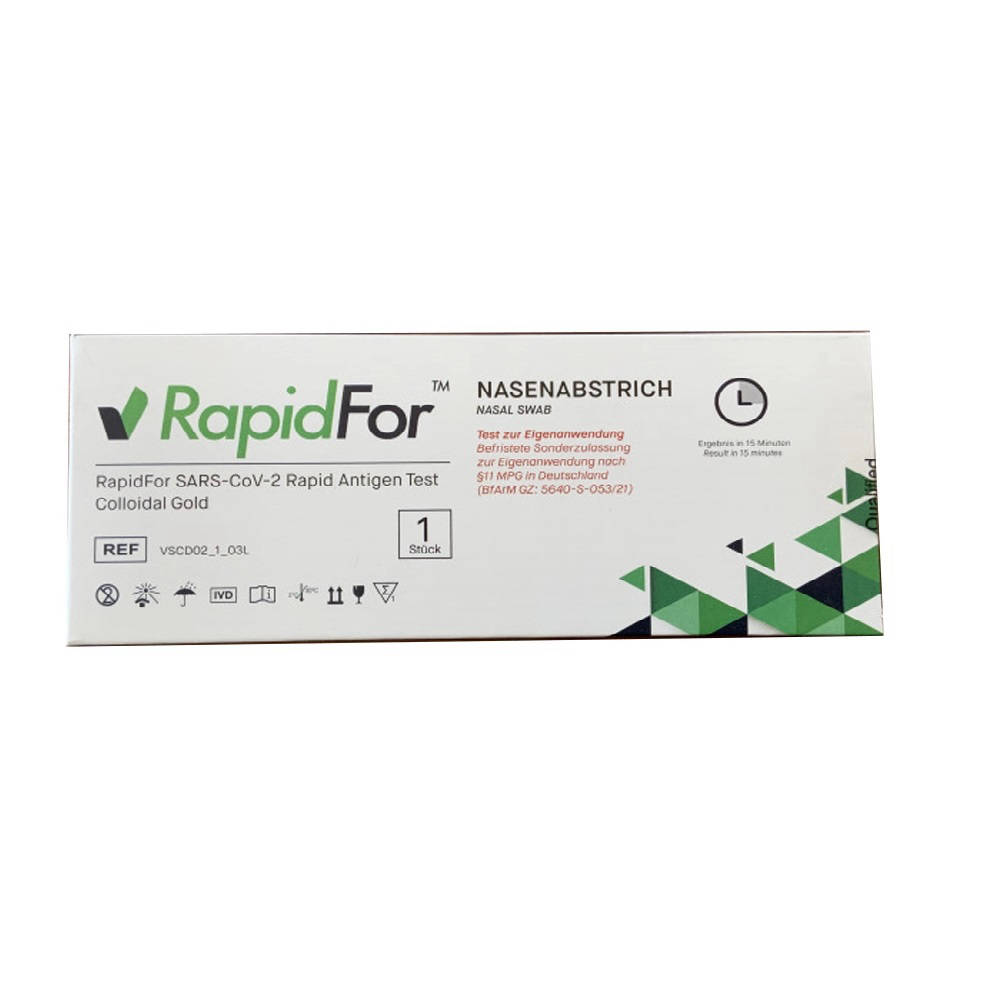 RapidFor™
RapidFor SARS-CoV-2 Rapid Antigen Test
Colloidal Gold
REF VSCD02_1_03L
1
Stück
IVD
NASENABSTRICH
NASAL SWAB
Test zur Eigenanwendung
Befristete Sonderzulassung
zur Eigenanwendung nach
§11 MPG in Deutschland
(BfArM GZ: 5640-S-053/21)
Ergebnis in 15 Minuten
Result in 15 minutes
Qualified